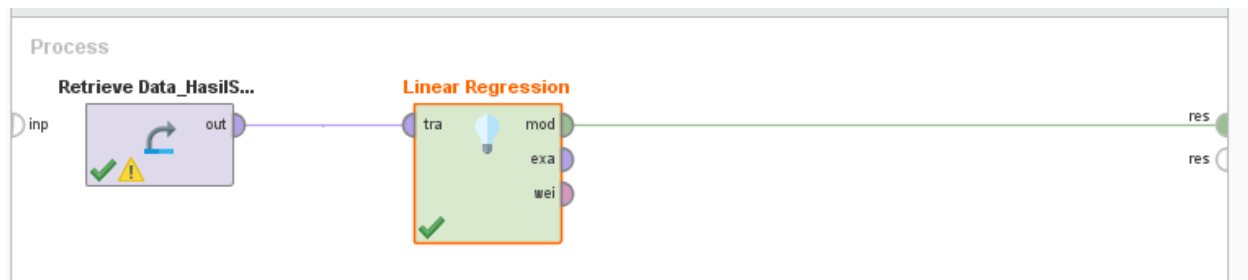 Process
Retrieve Data_HasilS...
Linear Regression
inp
out
tra
mod
exa
wei
res
res